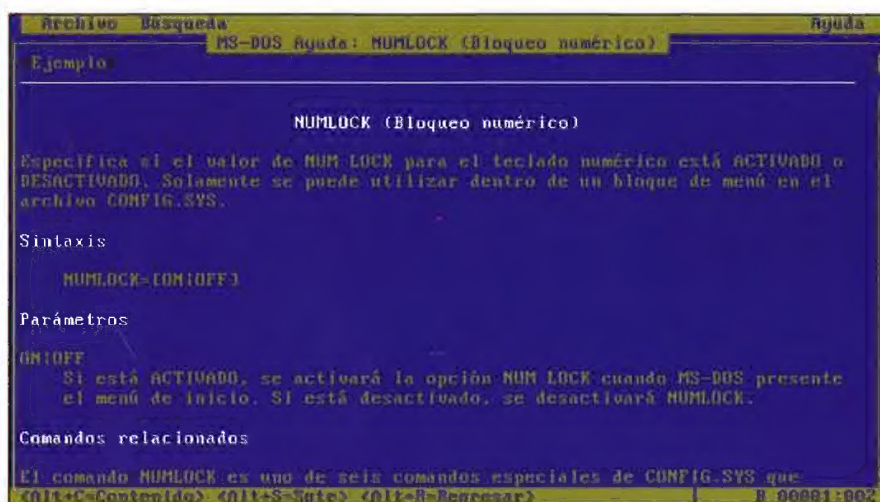 Archivo Búsqueda Ayuda
MS-DOS Ayuda: NUMLOCK (Bloqueo numérico)
Ejemplo
NUMLOCK (Bloqueo numérico)
Especifica si el valor de NUM LOCK para el teclado numérico está ACTIVADO o
DESACTIVADO. Solamente se puede utilizar dentro de un bloque de menú en el
archivo CONFIG.SYS.
Sintaxis
NUMLOCK=[ON|OFF]
Parámetros
ON|OFF
Si está ACTIVADO, se activará la opción NUM LOCK cuando MS-DOS presente
el menú de inicio. Si está desactivado, se desactivará NUMLOCK.
Comandos relacionados
El comando NUMLOCK es uno de seis comandos especiales de CONFIG.SYS que
<Alt+C=Contenido> <Alt+S=Sgte> <Alt+R=Regresar> 00001:002